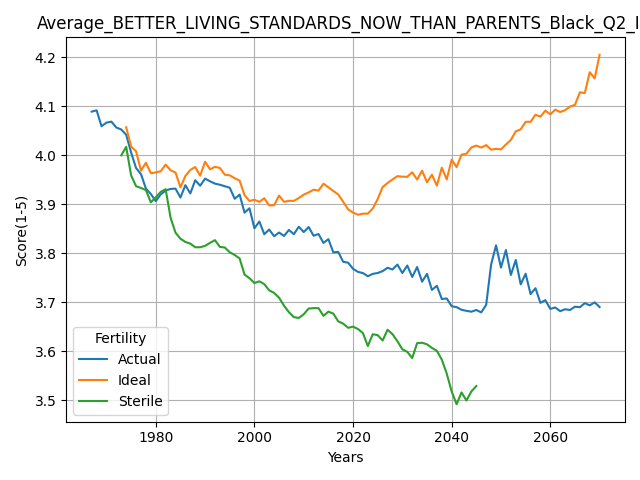 Average_BETTER_LIVING_STANDARDS_NOW_THAN_PARENTS_Black_Q2_
4.2
4.1
4.0
3.9
3.8
3.7
3.6
3.5
Score(1-5)
Fertility
Actual
Ideal
Sterile
1980
2000
2020
2040
2060
Years